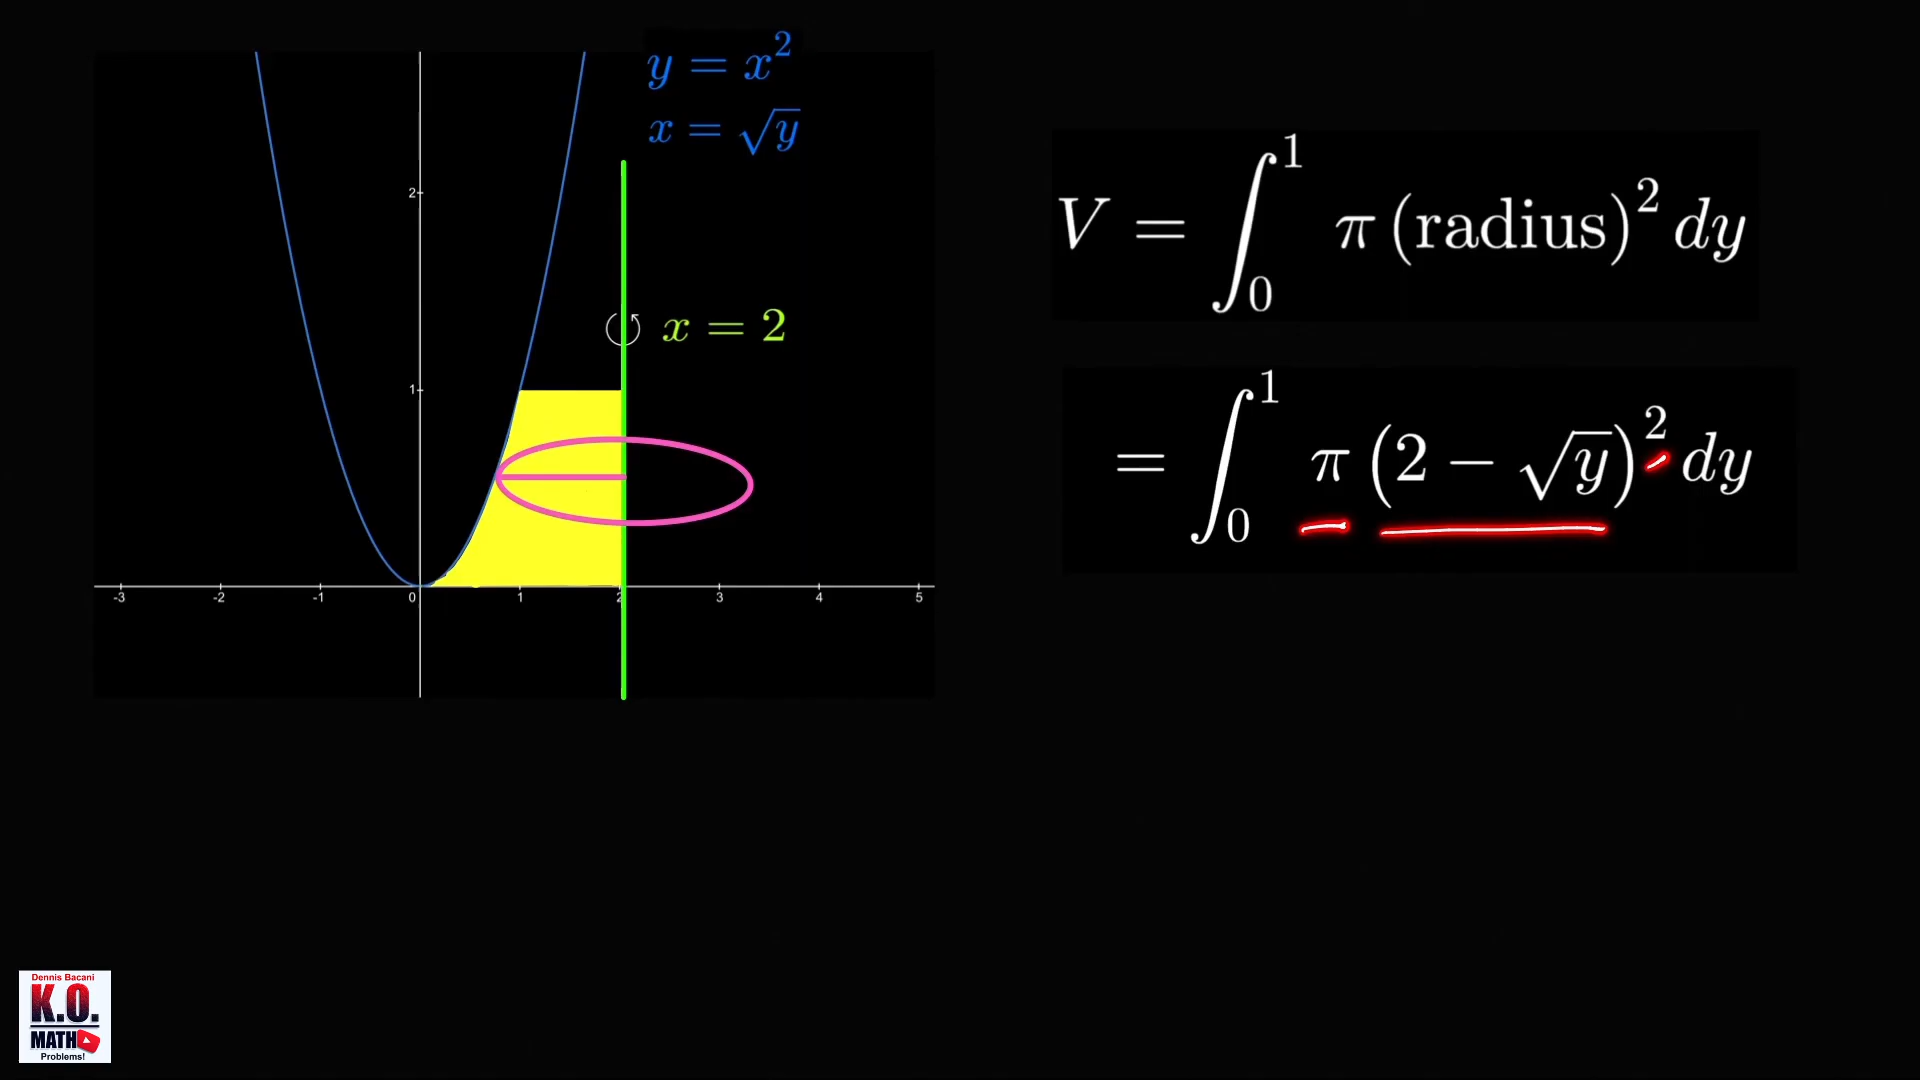 y = x²
x = √y
x = 2
2
1
-3 -2 -1 0 1 2 3 4 5
V = ∫₀¹ π (radius)² dy
= ∫₀¹ π (2 − √y)² dy
Dennis Bacani
K.O.
MATH
Problems!